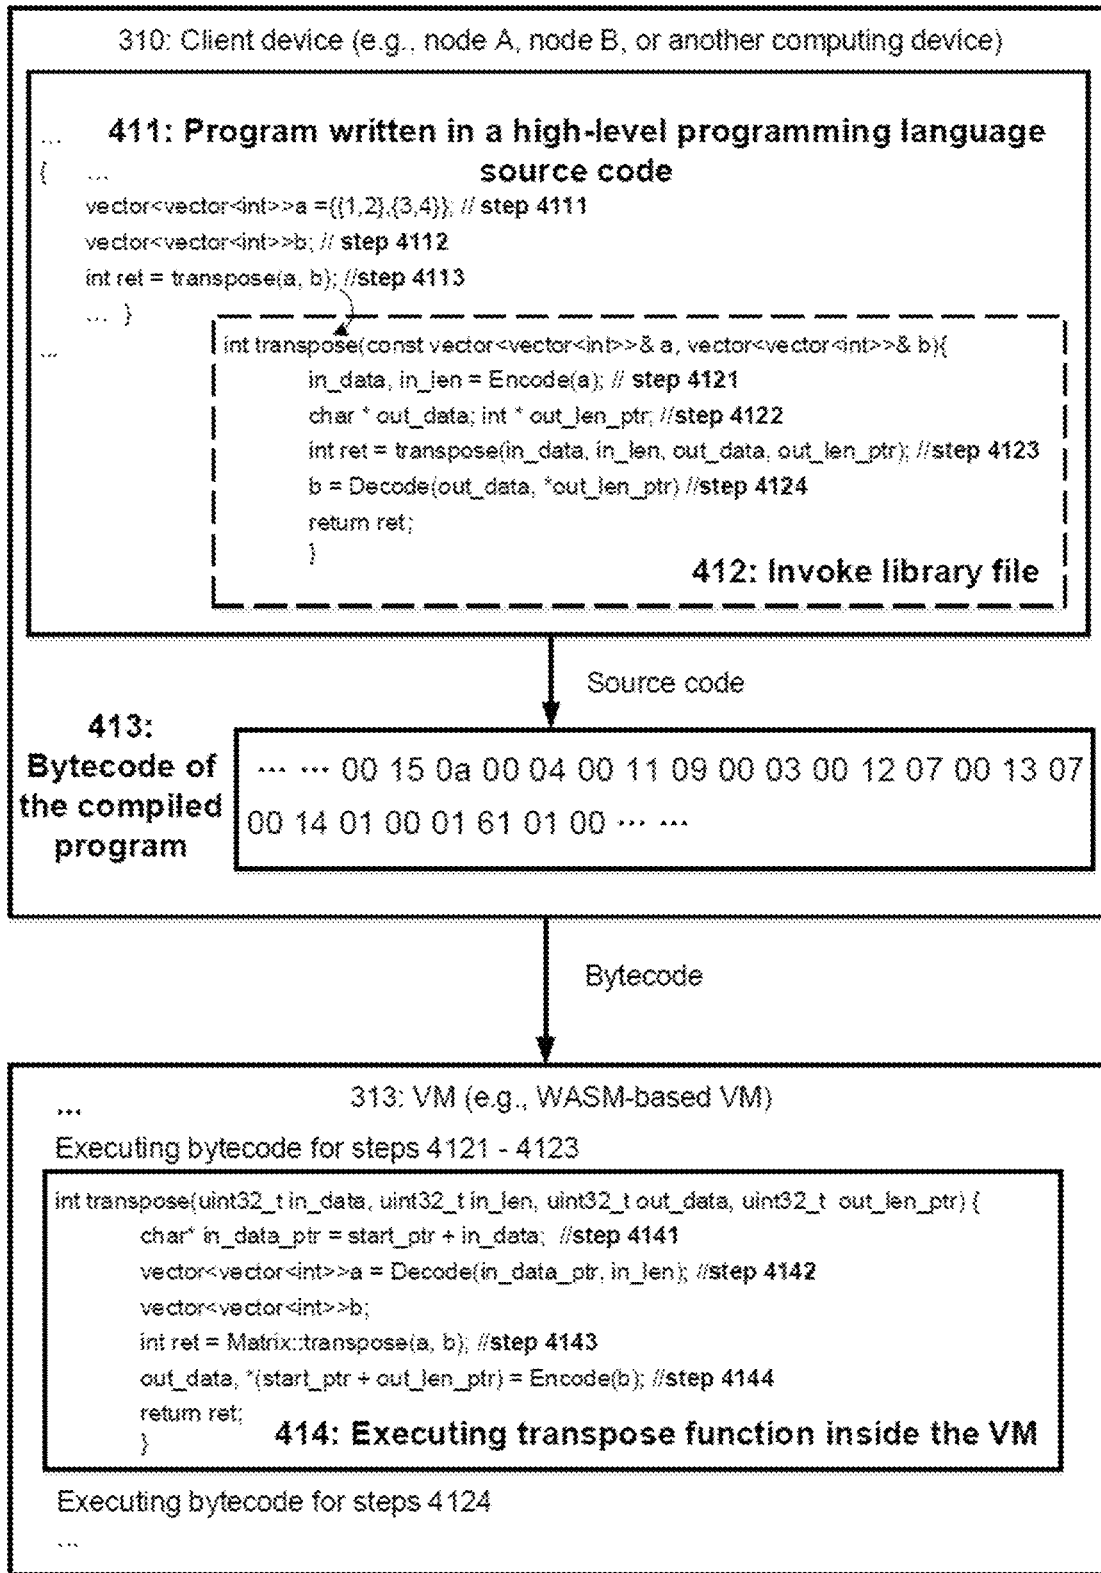 310: Client device (e.g., node A, node B, or another computing device)
411: Program written in a high-level programming language
...
source code
{ ...
vector<vector<int>>a ={{1,2},{3,4}}; // step 4111
vector<vector<int>>b; // step 4112
int ret = transpose(a, b); //step 4113
... }
...
int transpose(const vector<vector<int>>& a, vector<vector<int>>& b){
in_data, in_len = Encode(a); // step 4121
char * out_data; int * out_len_ptr; //step 4122
int ret = transpose(in_data, in_len, out_data, out_len_ptr); //step 4123
b = Decode(out_data, *out_len_ptr) //step 4124
return ret;
}
412: Invoke library file
Source code
413:
Bytecode of
the compiled
program
... ... 00 15 0a 00 04 00 11 09 00 03 00 12 07 00 13 07
00 14 01 00 01 61 01 00 ... ...
Bytecode
313: VM (e.g., WASM-based VM)
...
Executing bytecode for steps 4121 - 4123
int transpose(uint32_t in_data, uint32_t in_len, uint32_t out_data, uint32_t out_len_ptr) {
char* in_data_ptr = start_ptr + in_data; //step 4141
vector<vector<int>>a = Decode(in_data_ptr, in_len); //step 4142
vector<vector<int>>b;
int ret = Matrix::transpose(a, b); //step 4143
out_data, *(start_ptr + out_len_ptr) = Encode(b); //step 4144
return ret;
}
414: Executing transpose function inside the VM
Executing bytecode for steps 4124
...